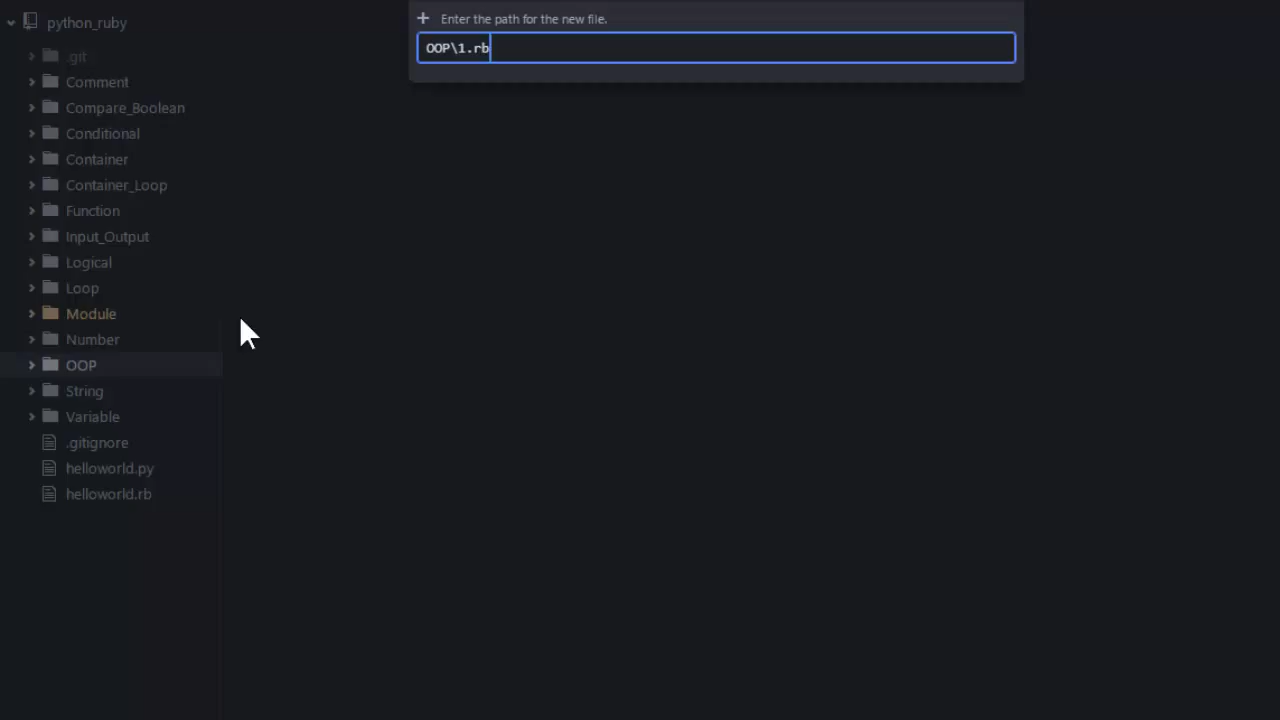 python_ruby
.git
Comment
Compare_Boolean
Conditional
Container
Container_Loop
Function
Input_Output
Logical
Loop
Module
Number
OOP
String
Variable
.gitignore
helloworld.py
helloworld.rb
Enter the path for the new file.
OOP\1.rb